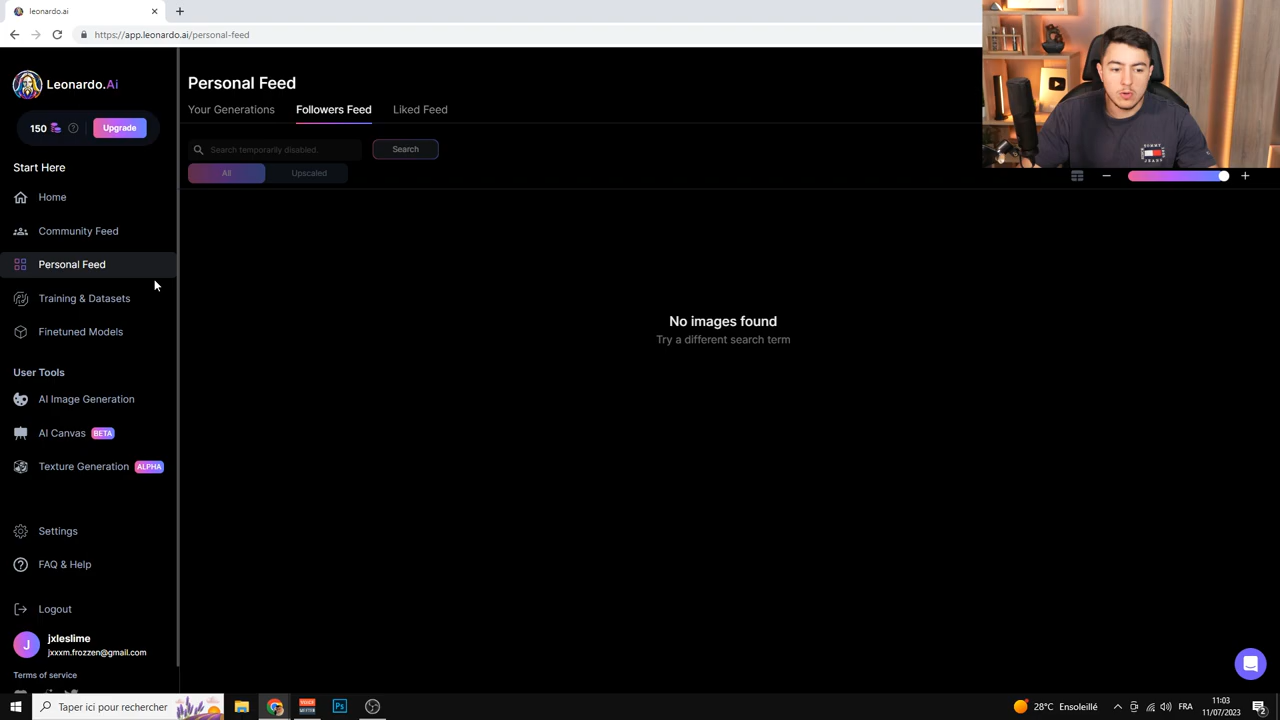 leonardo.ai
https://app.leonardo.ai/personal-feed
Leonardo.Ai
150
Upgrade
Start Here
Home
Community Feed
Personal Feed
Training & Datasets
Finetuned Models
User Tools
AI Image Generation
AI Canvas BETA
Texture Generation ALPHA
Settings
FAQ & Help
Logout
J
jxleslime
jxxxm.frozzen@gmail.com
Terms of service
Personal Feed
Your Generations
Followers Feed
Liked Feed
Search temporarily disabled.
Search
All
Upscaled
No images found
Try a different search term
TOMMY JEANS
Taper ici pour rechercher
Ps
28°C Ensoleillé
FRA
11:03
11/07/2023
2